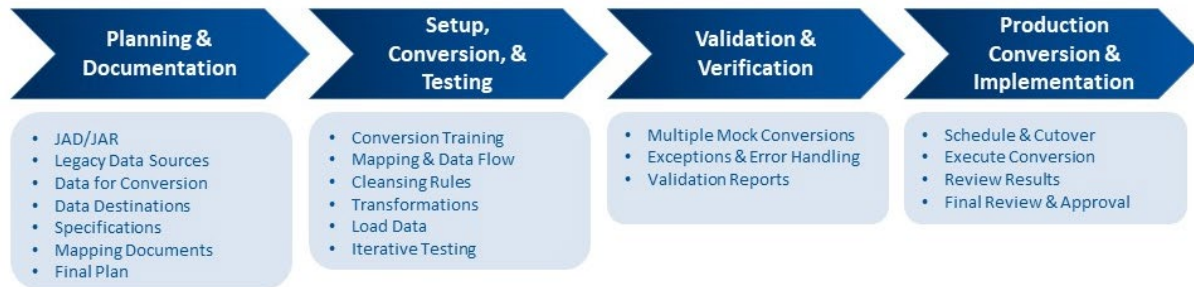 Planning &
Documentation
JAD/JAR
Legacy Data Sources
Data for Conversion
Data Destinations
Specifications
Mapping Documents
Final Plan
Setup,
Conversion, &
Testing
Conversion Training
Mapping & Data Flow
Cleansing Rules
Transformations
Load Data
Iterative Testing
Validation &
Verification
Multiple Mock Conversions
Exceptions & Error Handling
Validation Reports
Production
Conversion &
Implementation
Schedule & Cutover
Execute Conversion
Review Results
Final Review & Approval